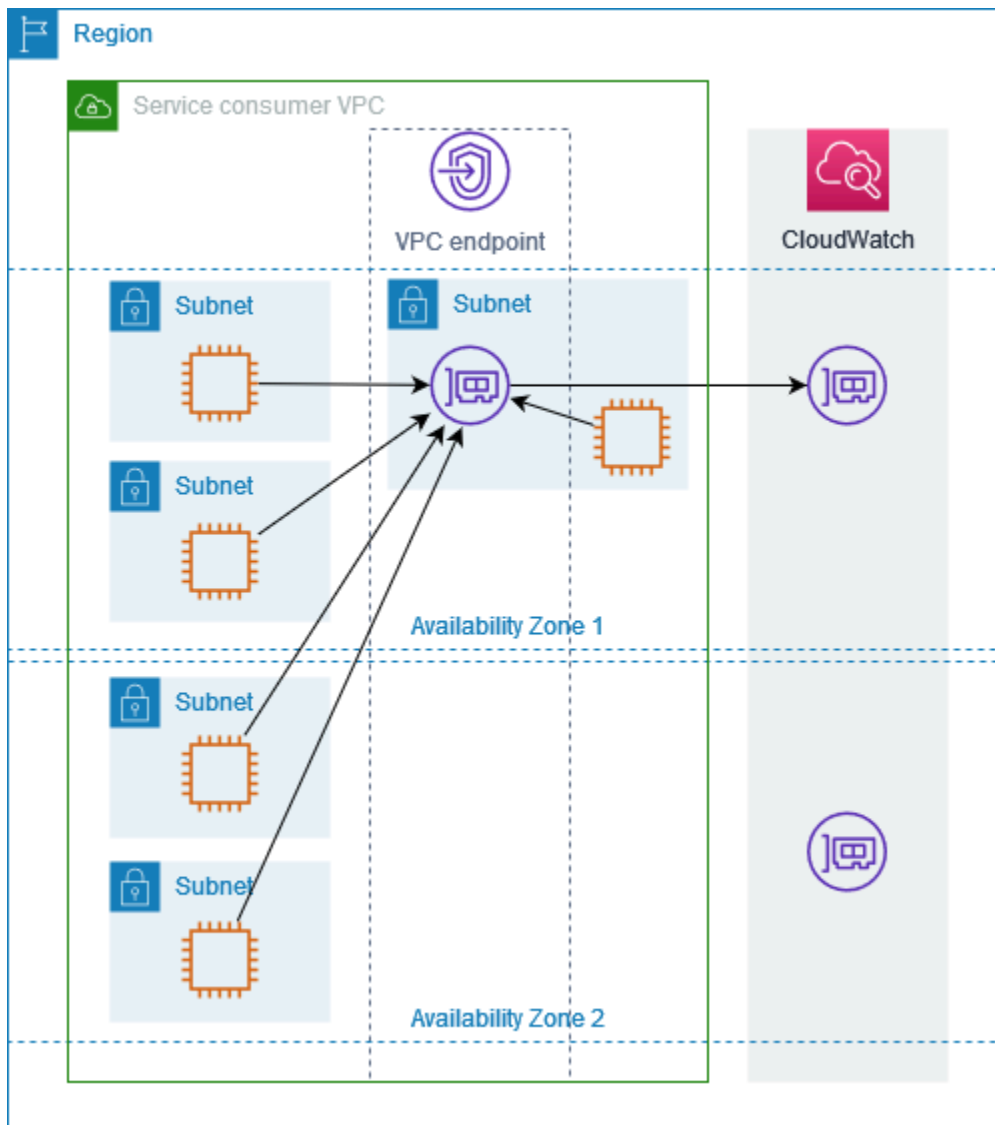 Region
Service consumer VPC
VPC endpoint
CloudWatch
Subnet
Subnet
Subnet
Availability Zone 1
Subnet
Subnet
Availability Zone 2